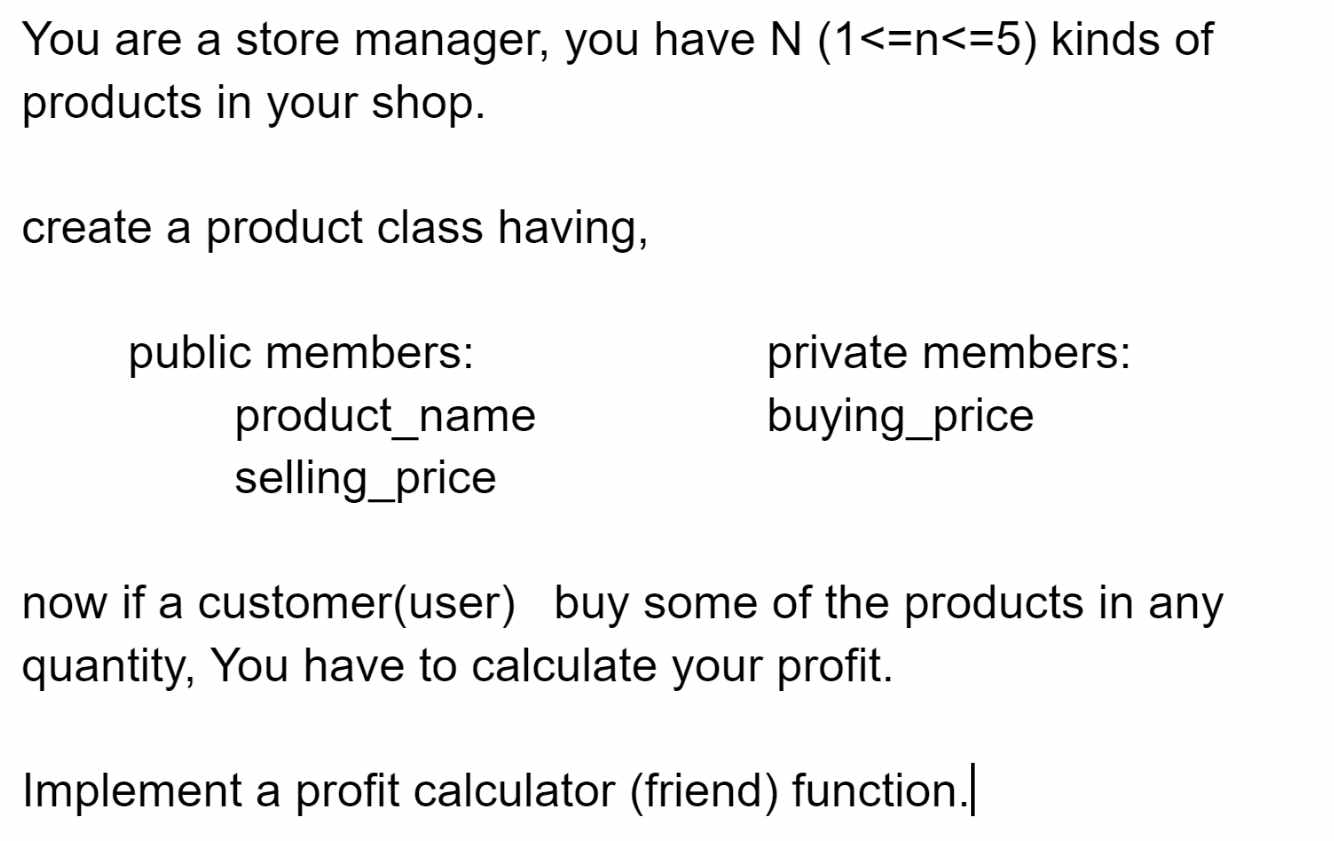 You are a store manager, you have N (1<=n<=5) kinds of
products in your shop.
create a product class having,
public members: private members:
product_name buying_price
selling_price
now if a customer(user) buy some of the products in any
quantity, You have to calculate your profit.
Implement a profit calculator (friend) function.